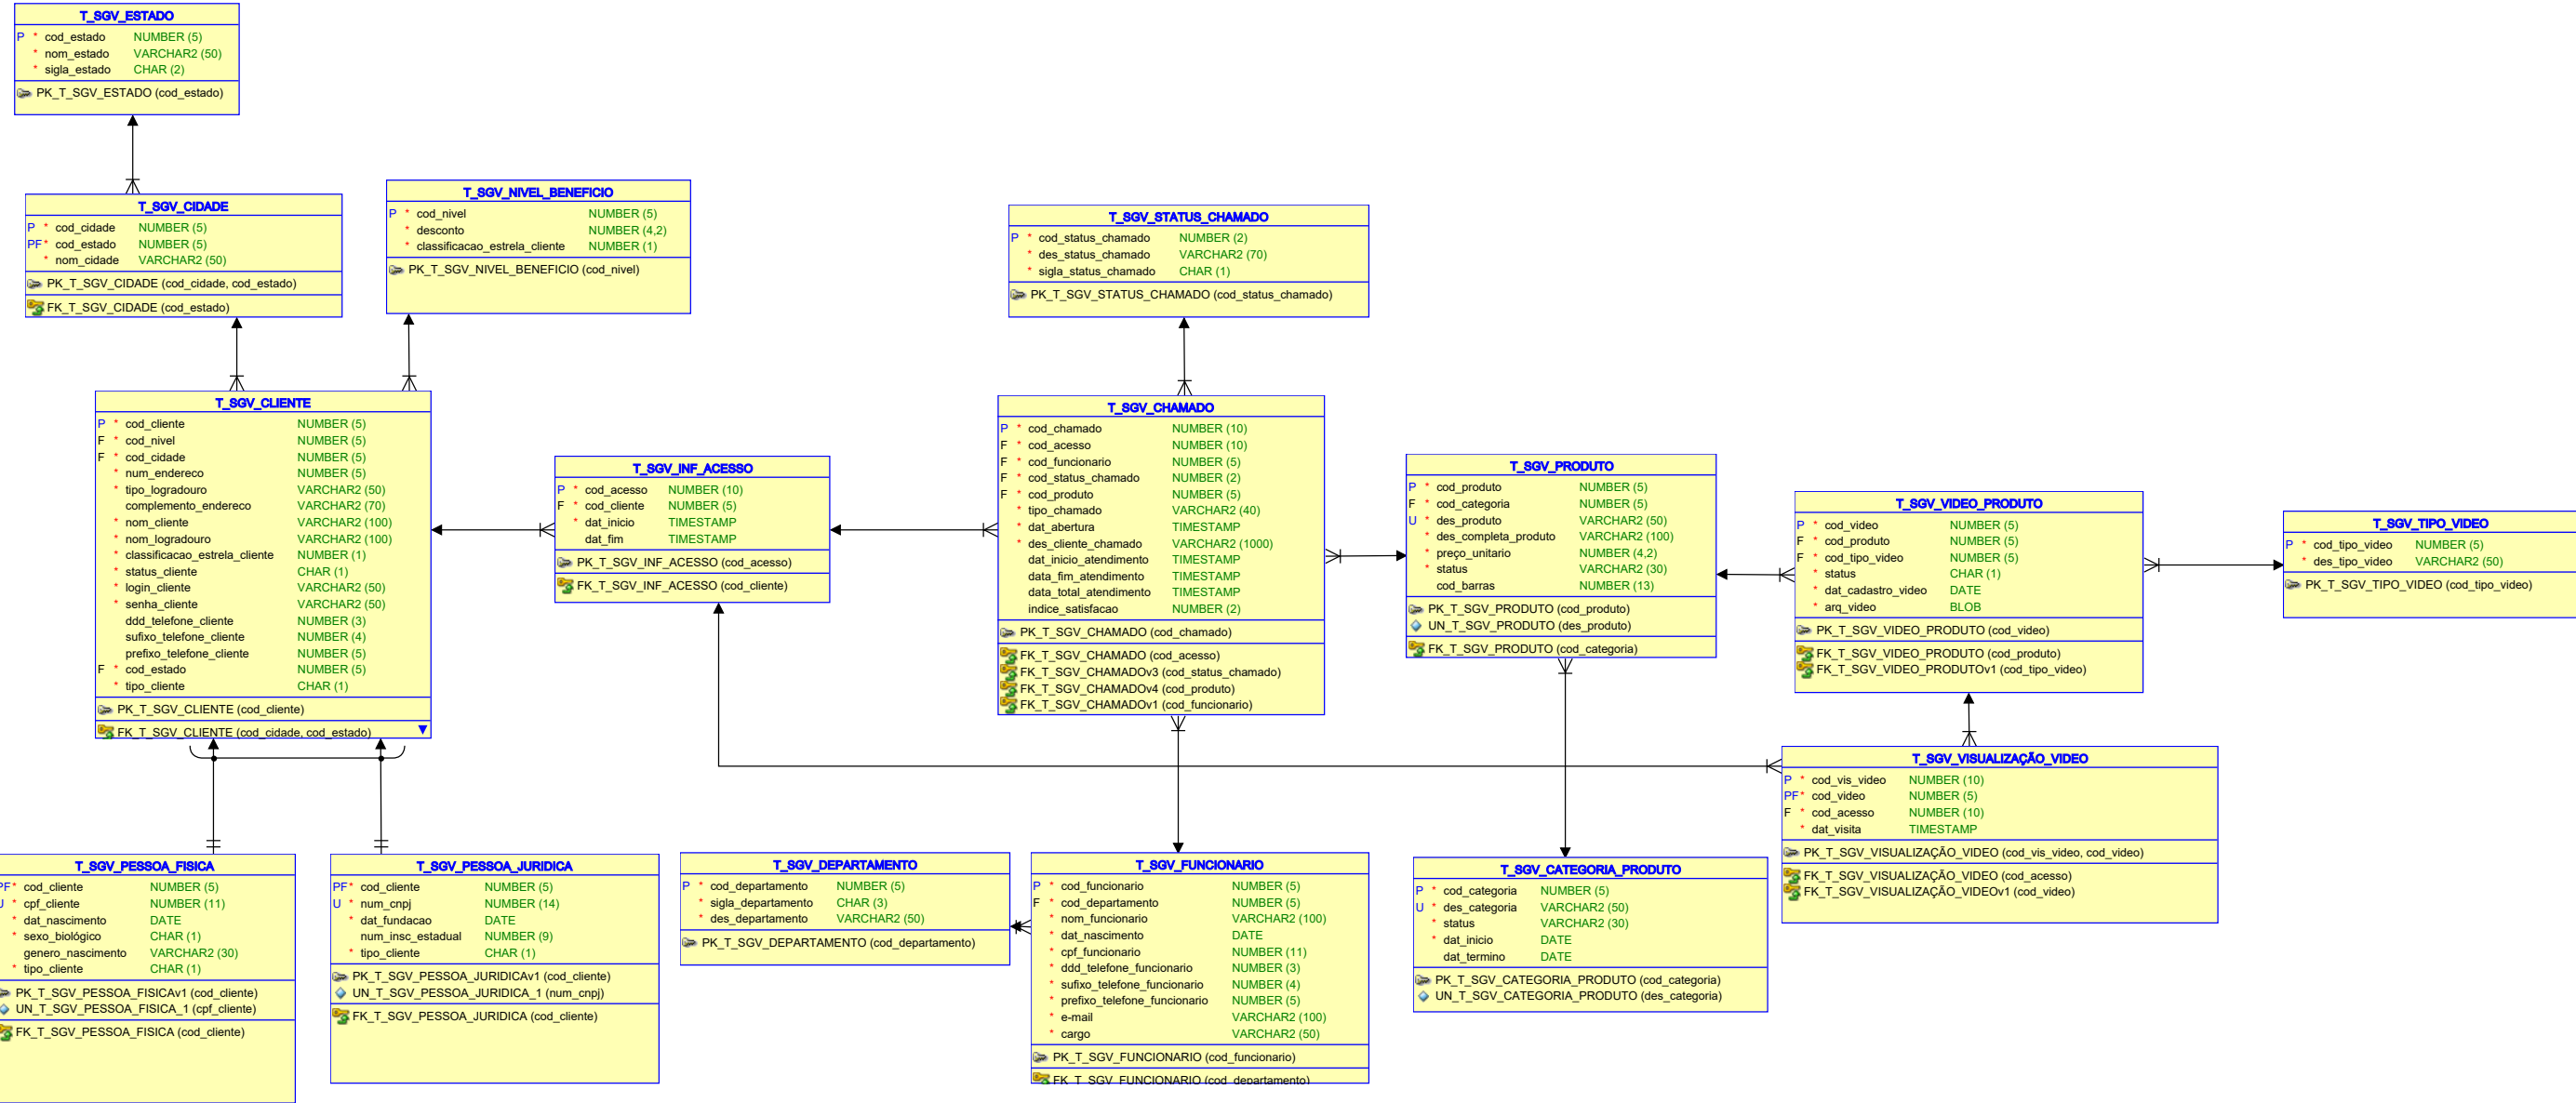 T_SGV_ESTADO
P * cod_estado NUMBER (5)
* nom_estado VARCHAR2 (50)
* sigla_estado CHAR (2)
PK_T_SGV_ESTADO (cod_estado)
T_SGV_CIDADE
P * cod_cidade NUMBER (5)
PF* cod_estado NUMBER (5)
* nom_cidade VARCHAR2 (50)
PK_T_SGV_CIDADE (cod_cidade, cod_estado)
FK_T_SGV_CIDADE (cod_estado)
T_SGV_NIVEL_BENEFICIO
P * cod_nivel NUMBER (5)
* desconto NUMBER (4,2)
* classificacao_estrela_cliente NUMBER (1)
PK_T_SGV_NIVEL_BENEFICIO (cod_nivel)
T_SGV_STATUS_CHAMADO
P * cod_status_chamado NUMBER (2)
* des_status_chamado VARCHAR2 (70)
* sigla_status_chamado CHAR (1)
PK_T_SGV_STATUS_CHAMADO (cod_status_chamado)
T_SGV_CLIENTE
P * cod_cliente NUMBER (5)
F * cod_nivel NUMBER (5)
F * cod_cidade NUMBER (5)
* num_endereco NUMBER (5)
* tipo_logradouro VARCHAR2 (50)
complemento_endereco VARCHAR2 (70)
* nom_cliente VARCHAR2 (100)
* nom_logradouro VARCHAR2 (100)
* classificacao_estrela_cliente NUMBER (1)
* status_cliente CHAR (1)
* login_cliente VARCHAR2 (50)
* senha_cliente VARCHAR2 (50)
ddd_telefone_cliente NUMBER (3)
sufixo_telefone_cliente NUMBER (4)
prefixo_telefone_cliente NUMBER (5)
F * cod_estado NUMBER (5)
* tipo_cliente CHAR (1)
PK_T_SGV_CLIENTE (cod_cliente)
FK_T_SGV_CLIENTE (cod_cidade, cod_estado)
T_SGV_INF_ACESSO
P * cod_acesso NUMBER (10)
F * cod_cliente NUMBER (5)
* dat_inicio TIMESTAMP
dat_fim TIMESTAMP
PK_T_SGV_INF_ACESSO (cod_acesso)
FK_T_SGV_INF_ACESSO (cod_cliente)
T_SGV_CHAMADO
P * cod_chamado NUMBER (10)
F * cod_acesso NUMBER (10)
F * cod_funcionario NUMBER (5)
F * cod_status_chamado NUMBER (2)
F * cod_produto NUMBER (5)
* tipo_chamado VARCHAR2 (40)
* dat_abertura TIMESTAMP
* des_cliente_chamado VARCHAR2 (1000)
dat_inicio_atendimento TIMESTAMP
data_fim_atendimento TIMESTAMP
data_total_atendimento TIMESTAMP
indice_satisfacao NUMBER (2)
PK_T_SGV_CHAMADO (cod_chamado)
FK_T_SGV_CHAMADO (cod_acesso)
FK_T_SGV_CHAMADOv3 (cod_status_chamado)
FK_T_SGV_CHAMADOv4 (cod_produto)
FK_T_SGV_CHAMADOv1 (cod_funcionario)
T_SGV_PRODUTO
P * cod_produto NUMBER (5)
F * cod_categoria NUMBER (5)
U * des_produto VARCHAR2 (50)
* des_completa_produto VARCHAR2 (100)
* preço_unitario NUMBER (4,2)
* status VARCHAR2 (30)
cod_barras NUMBER (13)
PK_T_SGV_PRODUTO (cod_produto)
UN_T_SGV_PRODUTO (des_produto)
FK_T_SGV_PRODUTO (cod_categoria)
T_SGV_VIDEO_PRODUTO
P * cod_video NUMBER (5)
F * cod_produto NUMBER (5)
F * cod_tipo_video NUMBER (5)
* status CHAR (1)
* dat_cadastro_video DATE
* arq_video BLOB
PK_T_SGV_VIDEO_PRODUTO (cod_video)
FK_T_SGV_VIDEO_PRODUTO (cod_produto)
FK_T_SGV_VIDEO_PRODUTOv1 (cod_tipo_video)
T_SGV_TIPO_VIDEO
P * cod_tipo_video NUMBER (5)
* des_tipo_video VARCHAR2 (50)
PK_T_SGV_TIPO_VIDEO (cod_tipo_video)
T_SGV_VISUALIZAÇÃO_VIDEO
P * cod_vis_video NUMBER (10)
PF* cod_video NUMBER (5)
F * cod_acesso NUMBER (10)
* dat_visita TIMESTAMP
PK_T_SGV_VISUALIZAÇÃO_VIDEO (cod_vis_video, cod_video)
FK_T_SGV_VISUALIZAÇÃO_VIDEO (cod_acesso)
FK_T_SGV_VISUALIZAÇÃO_VIDEOv1 (cod_video)
T_SGV_PESSOA_FISICA
PF* cod_cliente NUMBER (5)
U * cpf_cliente NUMBER (11)
* dat_nascimento DATE
* sexo_biológico CHAR (1)
genero_nascimento VARCHAR2 (30)
* tipo_cliente CHAR (1)
PK_T_SGV_PESSOA_FISICAv1 (cod_cliente)
UN_T_SGV_PESSOA_FISICA_1 (cpf_cliente)
FK_T_SGV_PESSOA_FISICA (cod_cliente)
T_SGV_PESSOA_JURIDICA
PF* cod_cliente NUMBER (5)
U * num_cnpj NUMBER (14)
* dat_fundacao DATE
num_insc_estadual NUMBER (9)
* tipo_cliente CHAR (1)
PK_T_SGV_PESSOA_JURIDICAv1 (cod_cliente)
UN_T_SGV_PESSOA_JURIDICA_1 (num_cnpj)
FK_T_SGV_PESSOA_JURIDICA (cod_cliente)
T_SGV_DEPARTAMENTO
P * cod_departamento NUMBER (5)
* sigla_departamento CHAR (3)
* des_departamento VARCHAR2 (50)
PK_T_SGV_DEPARTAMENTO (cod_departamento)
T_SGV_FUNCIONARIO
P * cod_funcionario NUMBER (5)
F * cod_departamento NUMBER (5)
* nom_funcionario VARCHAR2 (100)
* dat_nascimento DATE
* cpf_funcionario NUMBER (11)
* ddd_telefone_funcionario NUMBER (3)
* sufixo_telefone_funcionario NUMBER (4)
* prefixo_telefone_funcionario NUMBER (5)
* e-mail VARCHAR2 (100)
* cargo VARCHAR2 (50)
PK_T_SGV_FUNCIONARIO (cod_funcionario)
FK_T_SGV_FUNCIONARIO (cod_departamento)
T_SGV_CATEGORIA_PRODUTO
P * cod_categoria NUMBER (5)
U * des_categoria VARCHAR2 (50)
* status VARCHAR2 (30)
* dat_inicio DATE
dat_termino DATE
PK_T_SGV_CATEGORIA_PRODUTO (cod_categoria)
UN_T_SGV_CATEGORIA_PRODUTO (des_categoria)